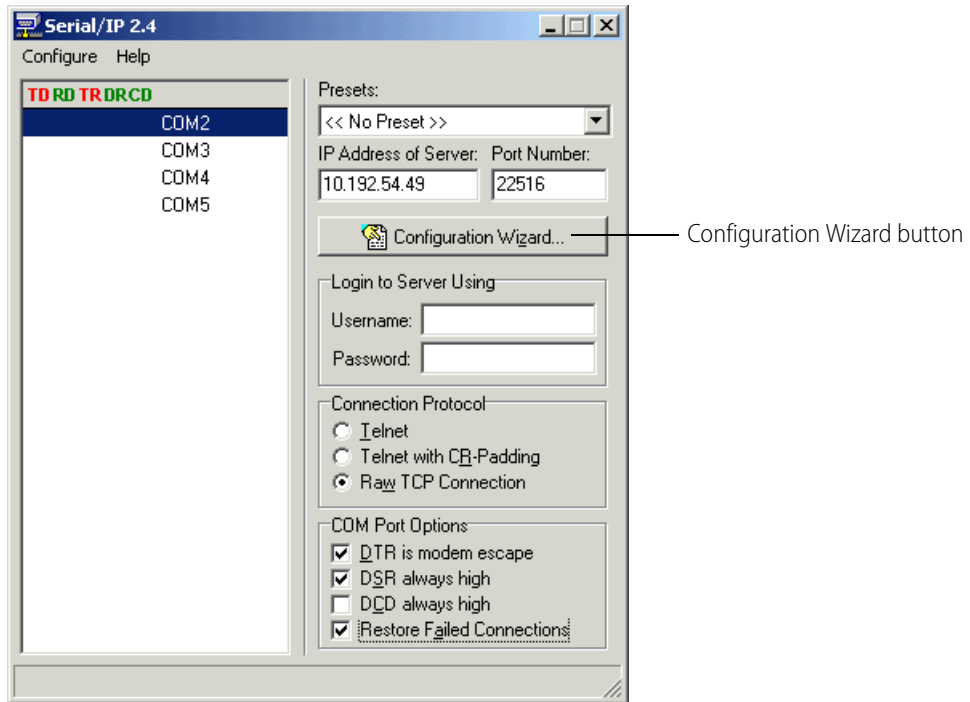 Serial/IP 2.4
Configure Help
TD RD TR DR CD
COM2
COM3
COM4
COM5
Presets:
<< No Preset >>
IP Address of Server: Port Number:
10.192.54.49 22516
Configuration Wizard...
Configuration Wizard button
Login to Server Using
Username:
Password:
Connection Protocol
Telnet
Telnet with CR-Padding
Raw TCP Connection
COM Port Options
DTR is modem escape
DSR always high
DCD always high
Restore Failed Connections